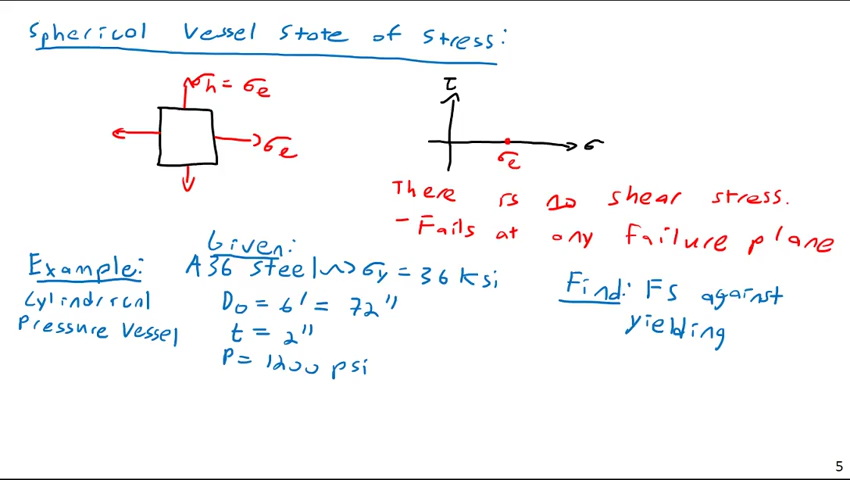 Spherical Vessel State of Stress:
σh = σe
σe
τ
σ
σe
There is no shear stress.
- Fails at any failure plane
Example:
Cylindrical
Pressure Vessel
Given:
A36 Steel ~> σy = 36 ksi
Do = 6' = 72"
t = 2"
P = 1200 psi
Find: FS against
yielding
5